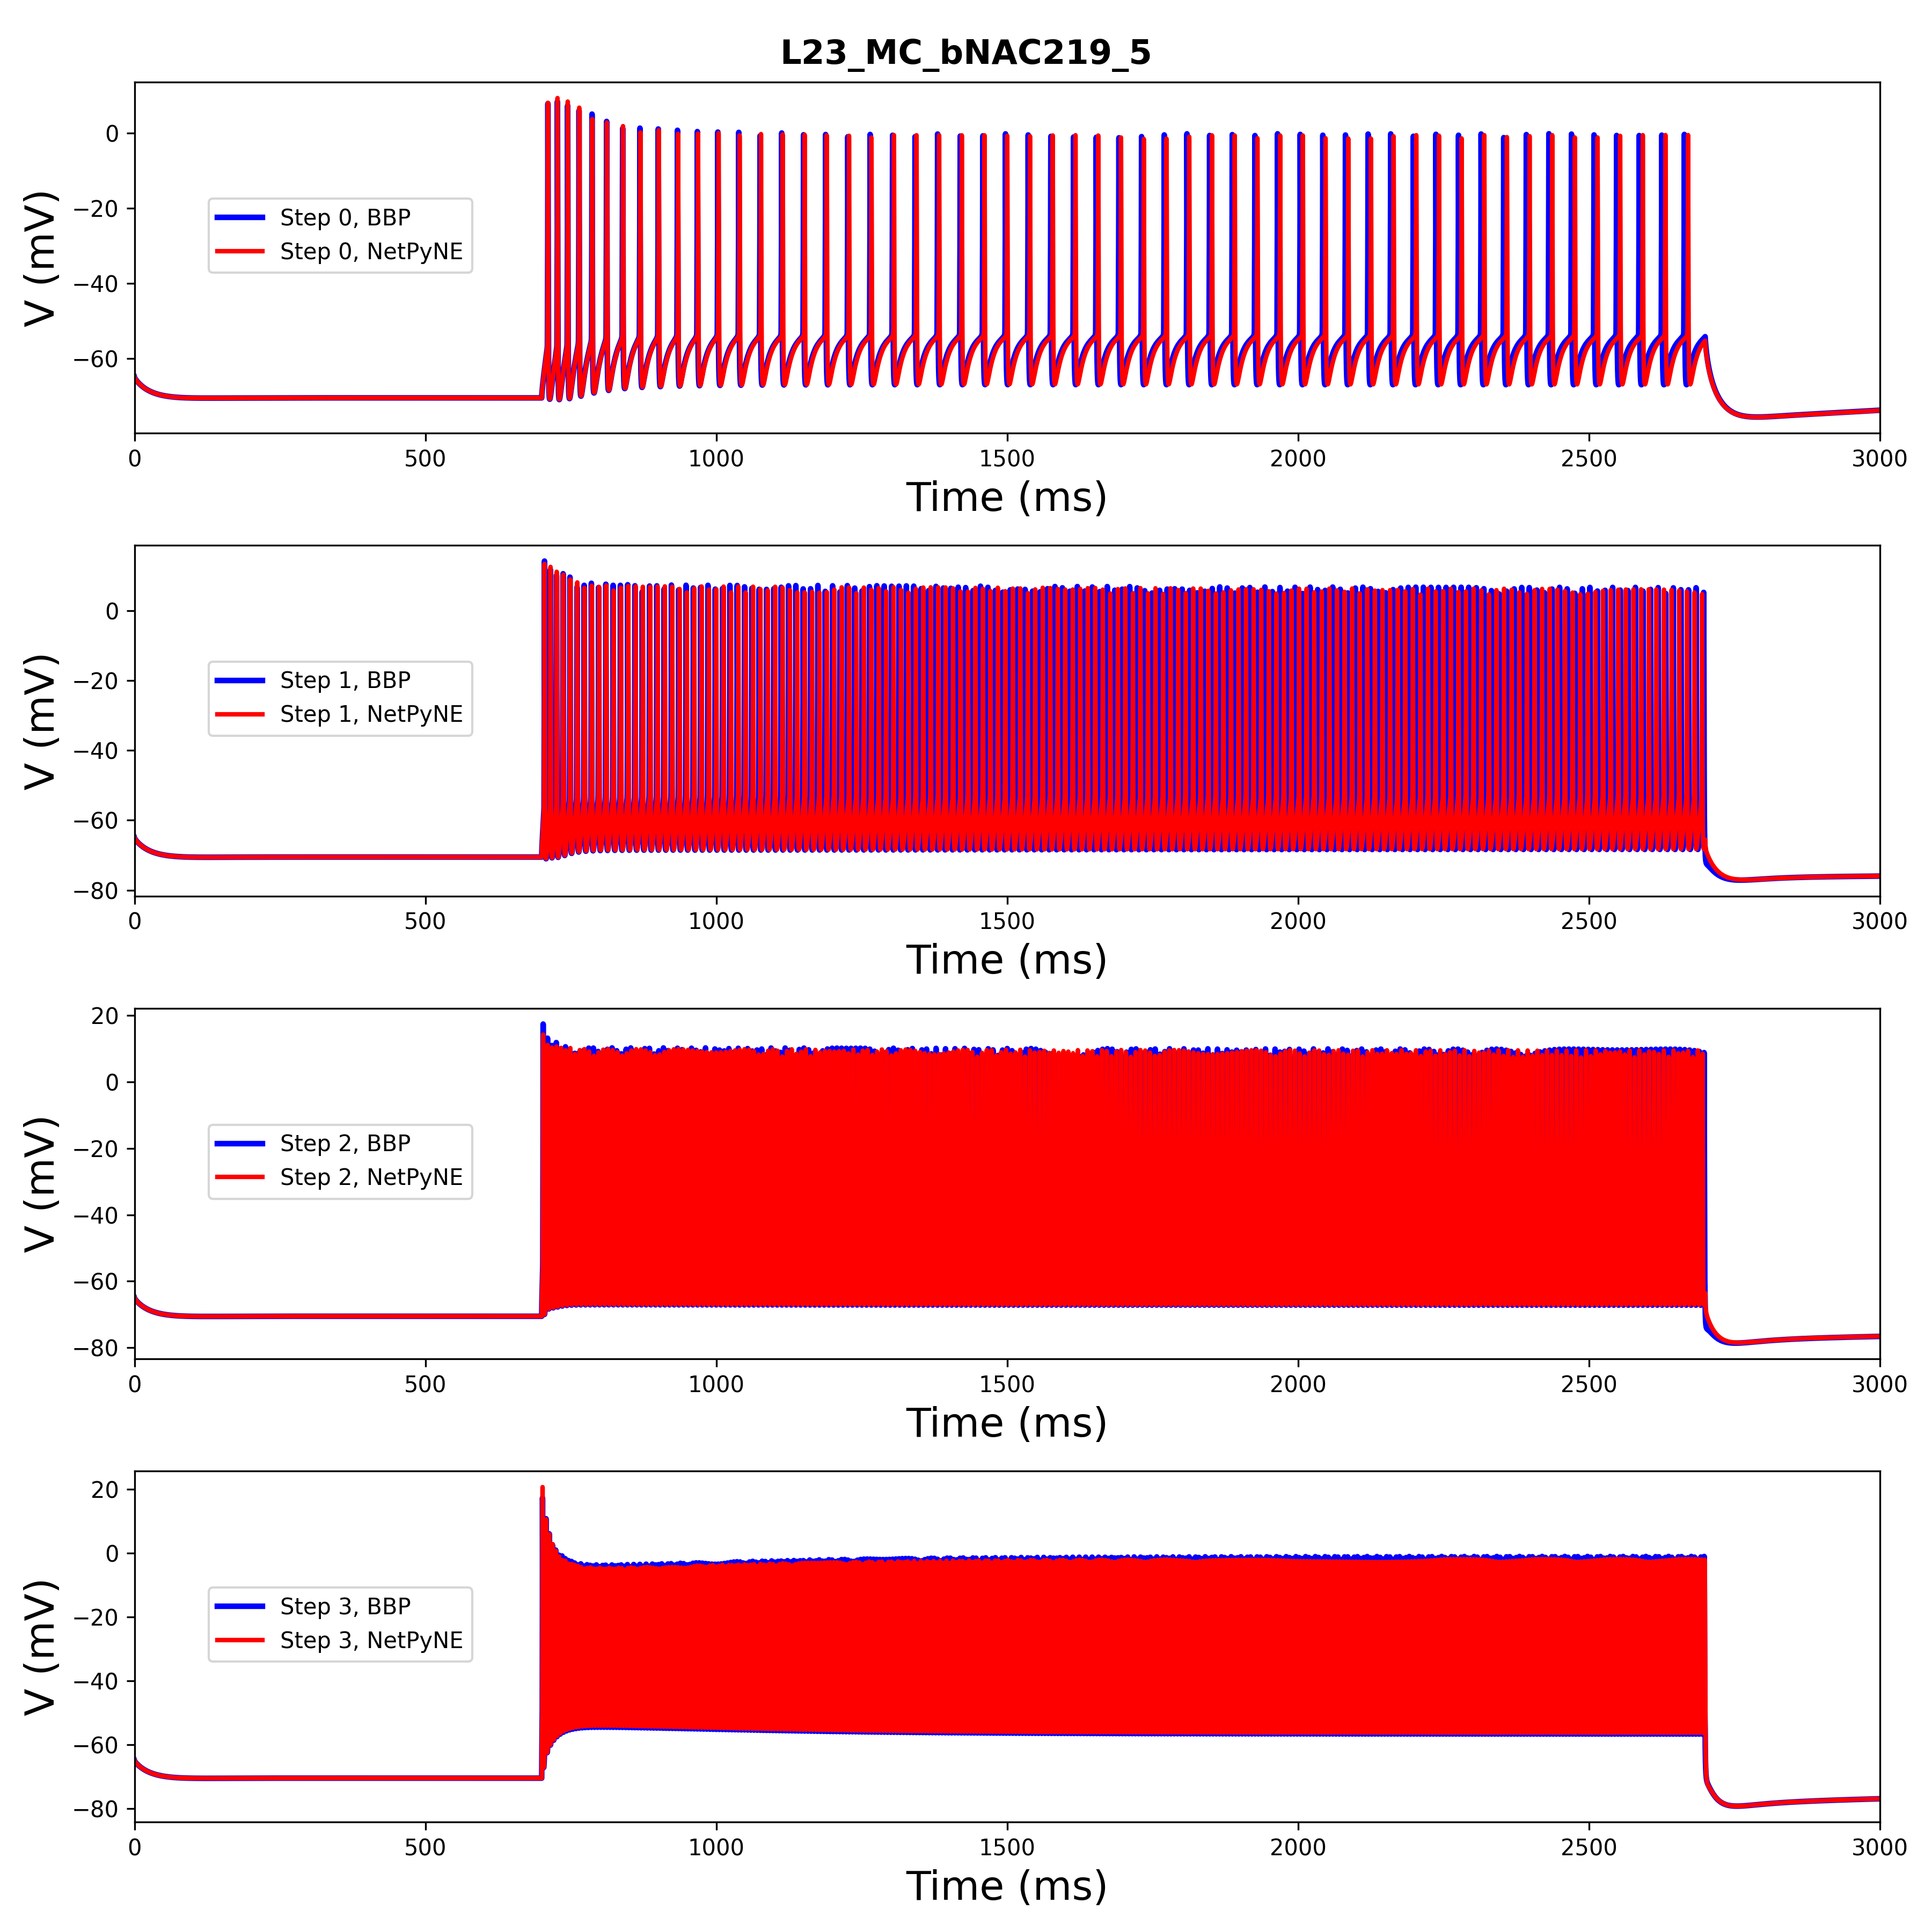 L23_MC_bNAC219_5
0
−20
−40
−60
V (mV)
Step 0, BBP
Step 0, NetPyNE
0 500 1000 1500 2000 2500 3000
Time (ms)
0
−20
−40
−60
−80
V (mV)
Step 1, BBP
Step 1, NetPyNE
0 500 1000 1500 2000 2500 3000
Time (ms)
20
0
−20
−40
−60
−80
V (mV)
Step 2, BBP
Step 2, NetPyNE
0 500 1000 1500 2000 2500 3000
Time (ms)
20
0
−20
−40
−60
−80
V (mV)
Step 3, BBP
Step 3, NetPyNE
0 500 1000 1500 2000 2500 3000
Time (ms)